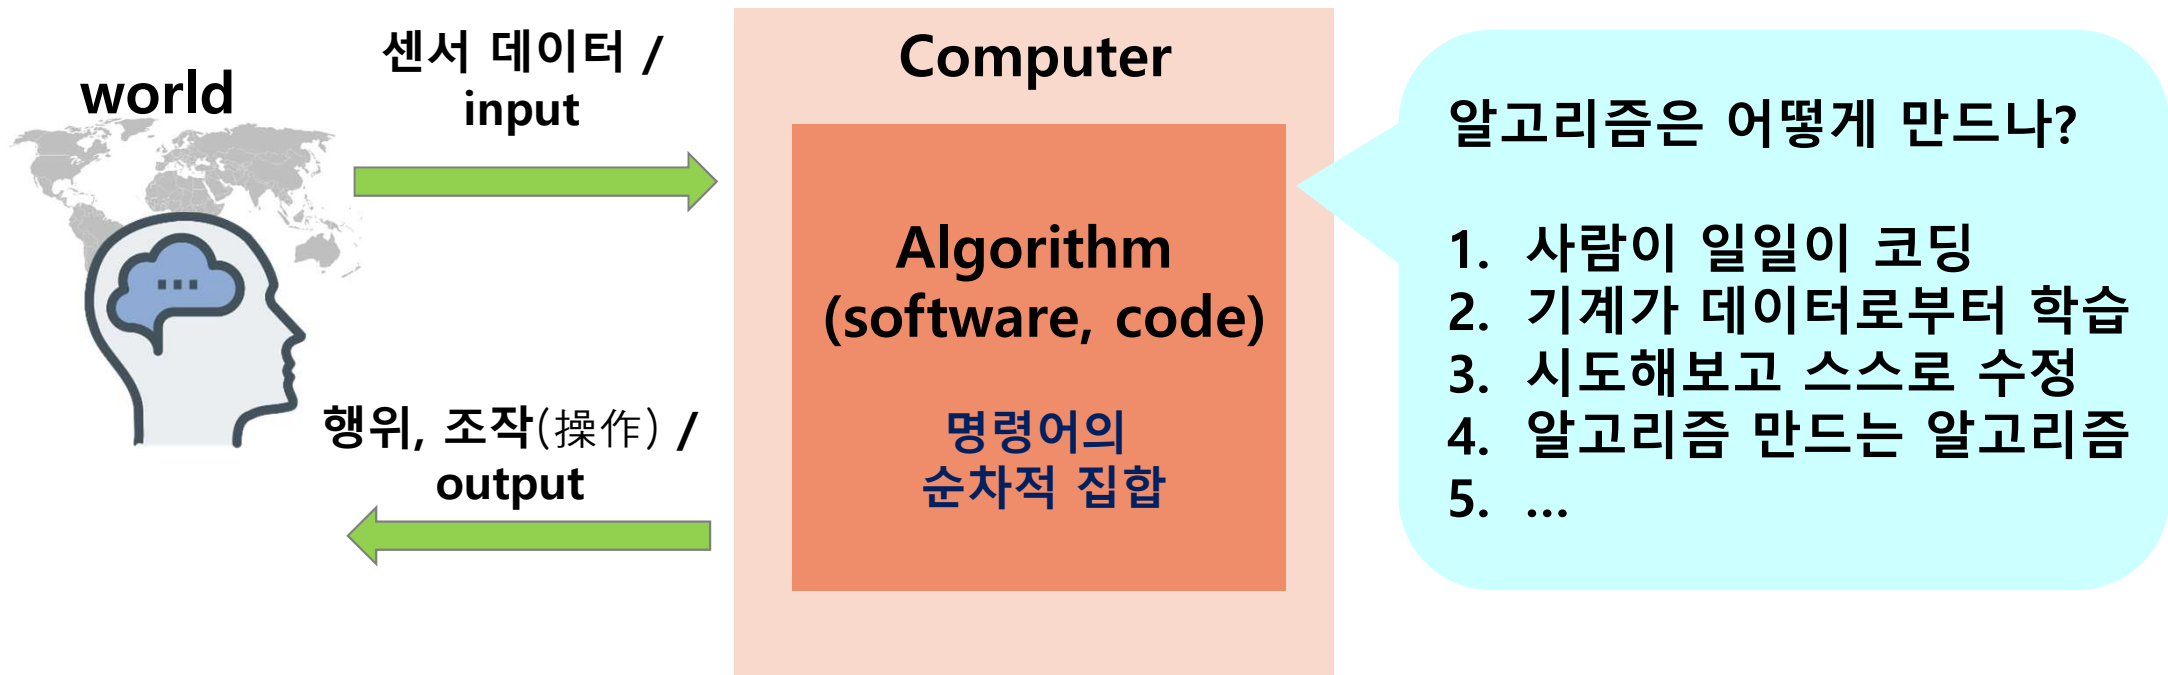 world
센서 데이터 /
input
행위, 조작(操作) /
output
Computer
Algorithm
(software, code)
명령어의
순차적 집합
알고리즘은 어떻게 만드나?
1. 사람이 일일이 코딩
2. 기계가 데이터로부터 학습
3. 시도해보고 스스로 수정
4. 알고리즘 만드는 알고리즘
5. ...